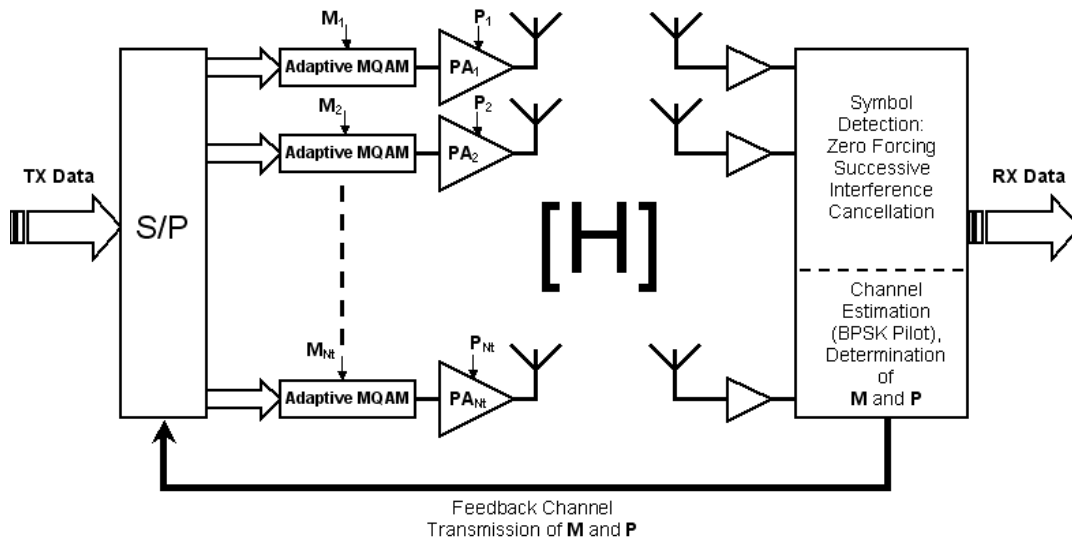 M1
P1
Adaptive MQAM
PA1
M2
P2
Adaptive MQAM
PA2
TX Data
S/P
[H]
Symbol
Detection:
Zero Forcing
Successive
Interference
Cancellation
RX Data
Channel
Estimation
(BPSK Pilot),
Determination
of
M and P
MNt
PNt
Adaptive MQAM
PANt
Feedback Channel
Transmission of M and P